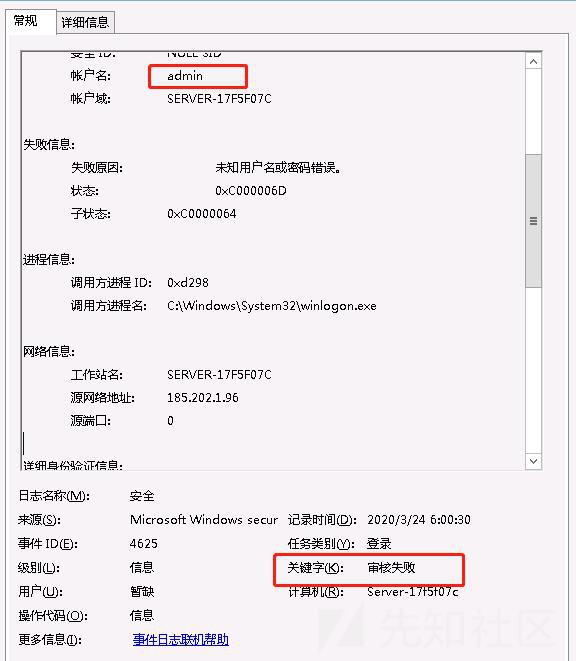 常规 详细信息
安全 ID: NULL SID
帐户名: admin
帐户域: SERVER-17F5F07C
失败信息:
失败原因: 未知用户名或密码错误。
状态: 0xC000006D
子状态: 0xC0000064
进程信息:
调用方进程 ID: 0xd298
调用方进程名: C:\Windows\System32\winlogon.exe
网络信息:
工作站名: SERVER-17F5F07C
源网络地址: 185.202.1.96
源端口: 0
详细身份验证信息:
日志名称(M): 安全
来源(S): Microsoft Windows secur 记录时间(D): 2020/3/24 6:00:30
事件 ID(E): 4625 任务类别(Y): 登录
级别(L): 信息 关键字(K): 审核失败
用户(U): 暂缺 计算机(R): Server-17f5f07c
操作代码(O): 信息
更多信息(I): 事件日志联机帮助
先知社区